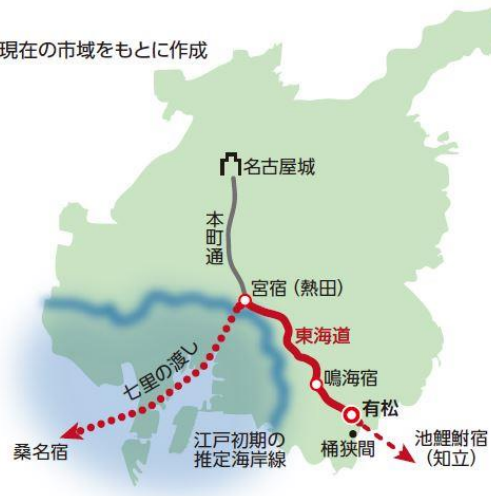 現在の市域をもとに作成
名古屋城
本町通
宮宿（熱田）
東海道
七里の渡し
鳴海宿
有松
桑名宿
江戸初期の
推定海岸線
桶狭間
池鯉鮒宿
（知立）